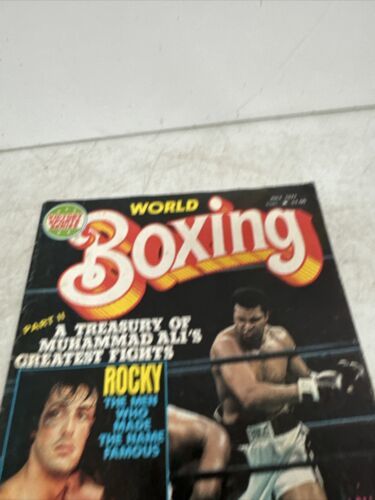 WORLD
Boxing
PART II
A TREASURY OF
MUHAMMAD ALI'S
GREATEST FIGHTS
ROCKY
THE MEN
WHO
MADE
THE NAME
FAMOUS